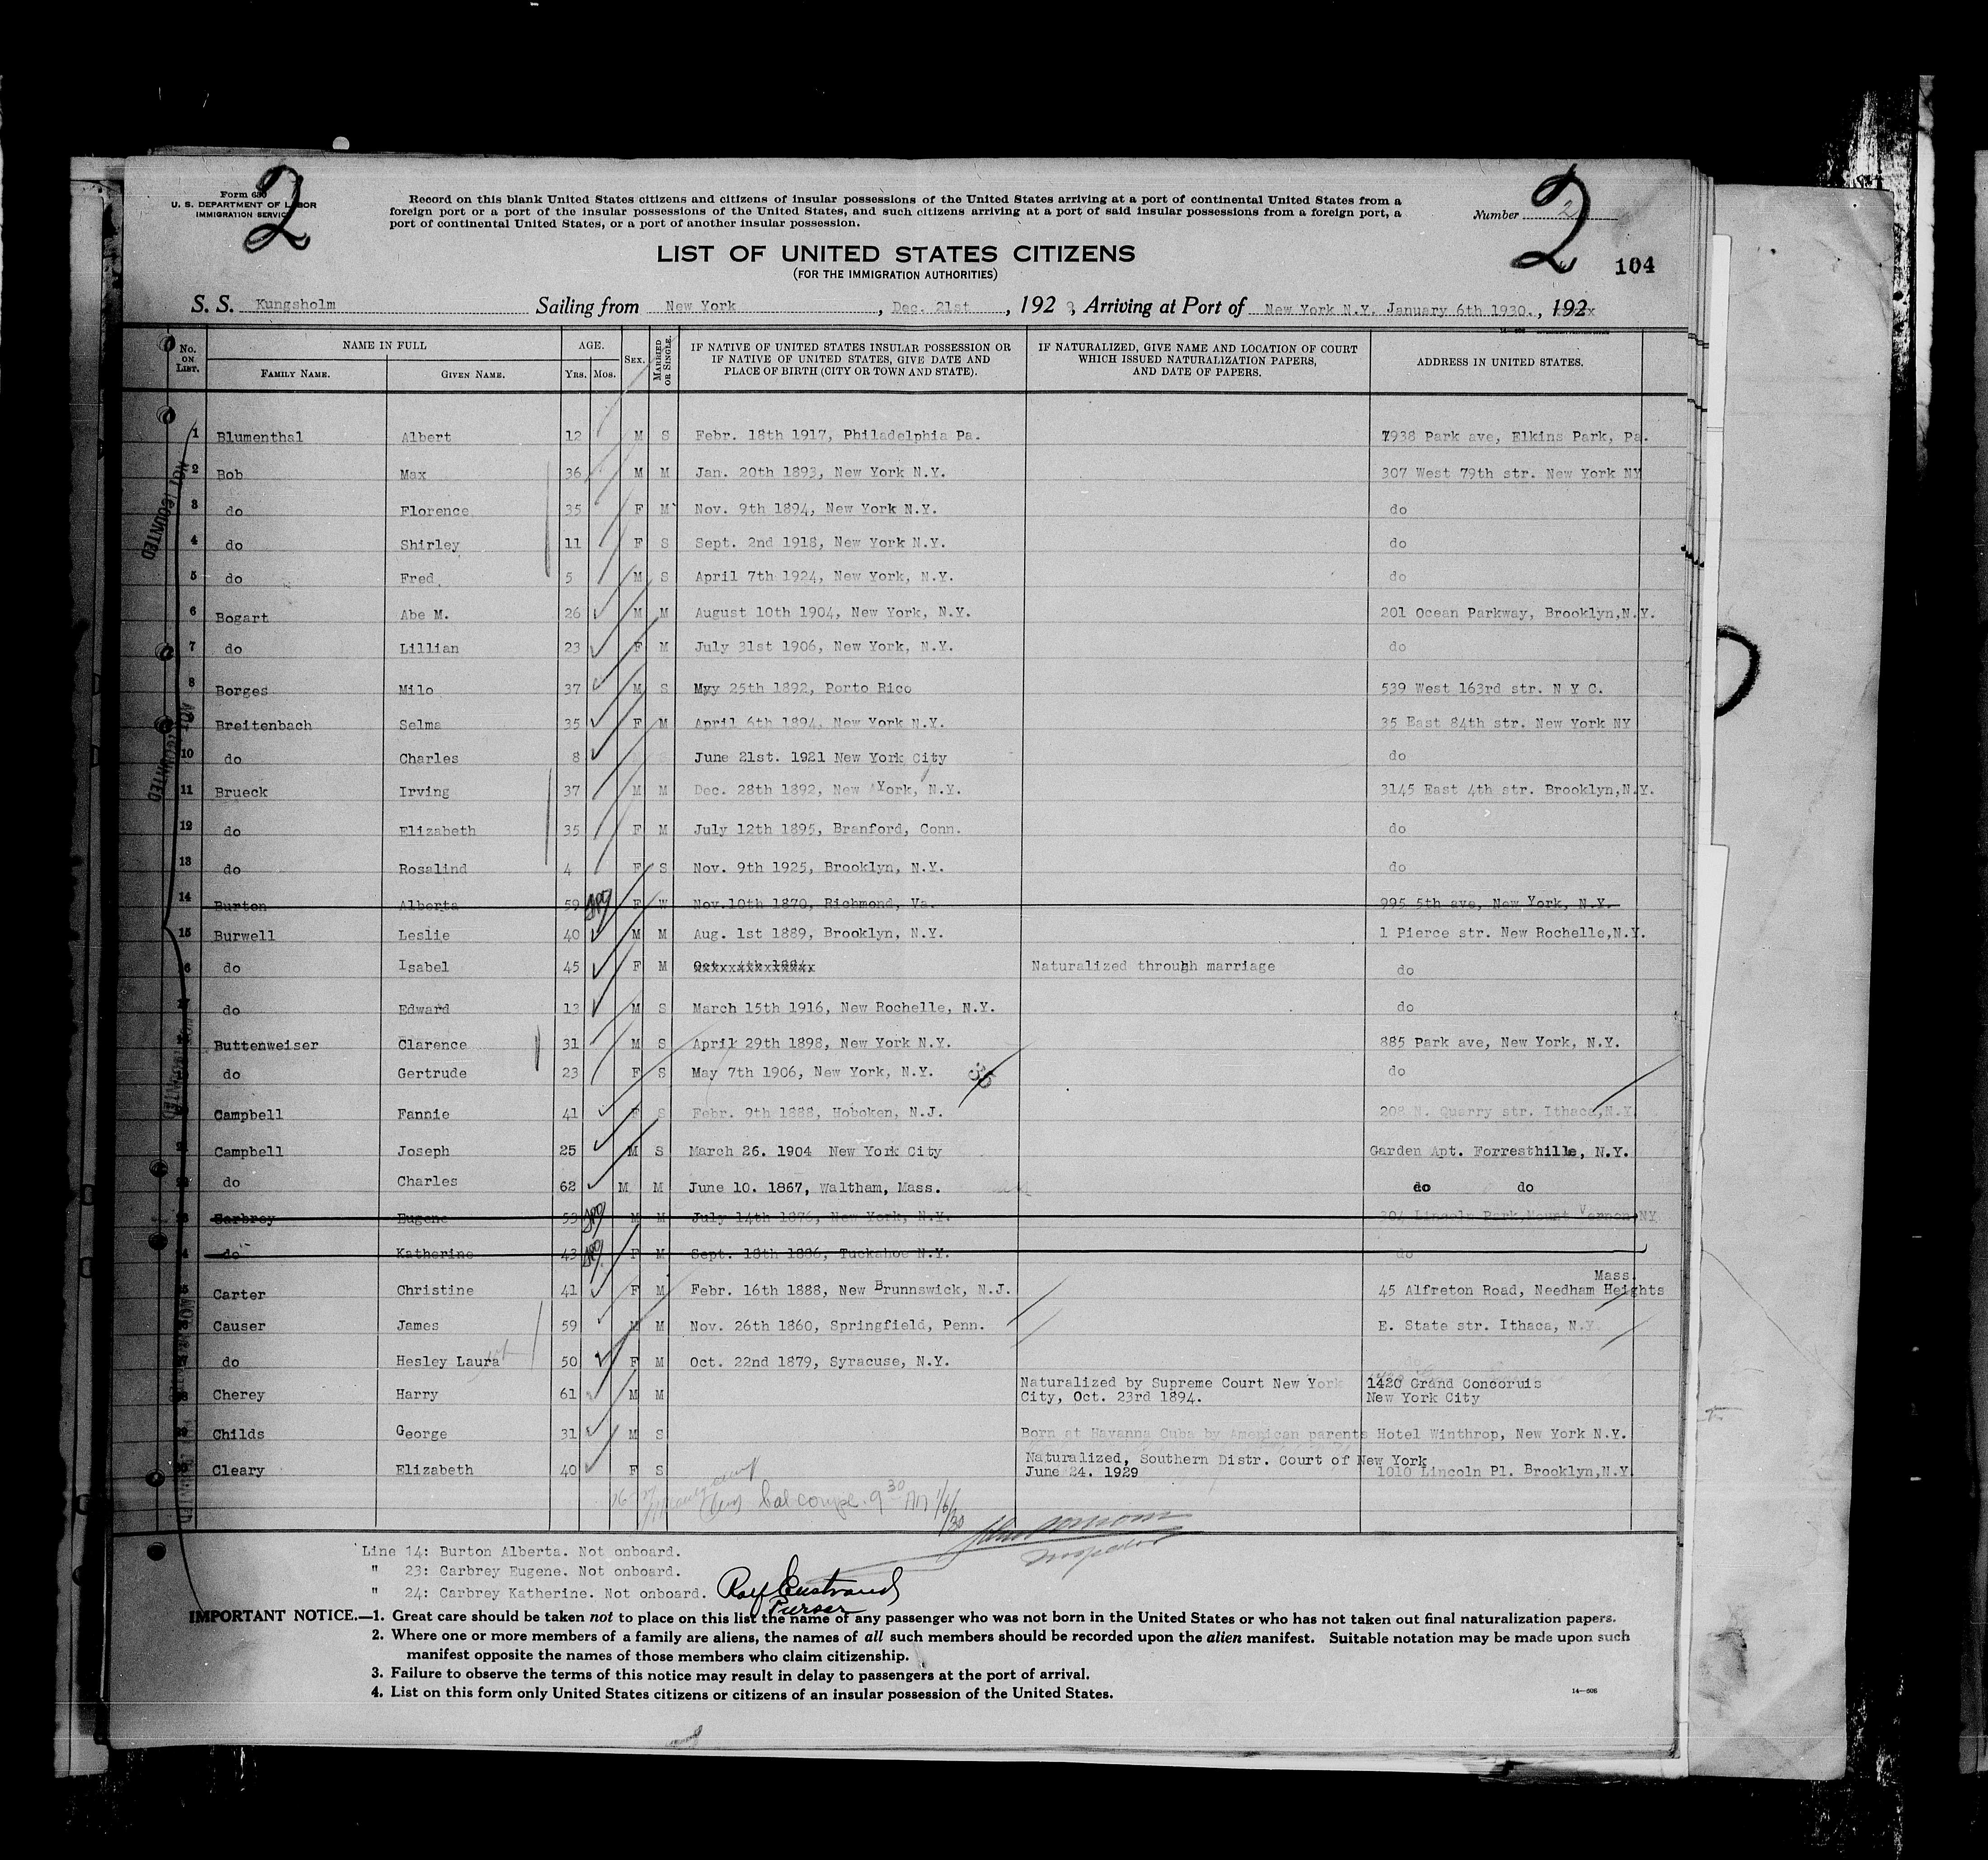 2
2
Form 630
U. S. DEPARTMENT OF LABOR
IMMIGRATION SERVICE
Record on this blank United States citizens and citizens of insular possessions of the United States arriving at a port of continental United States from a
foreign port or a port of the insular possessions of the United States, and such citizens arriving at a port of said insular possessions from a foreign port, a
port of continental United States, or a port of another insular possession.
Number 2
LIST OF UNITED STATES CITIZENS
(FOR THE IMMIGRATION AUTHORITIES)
104
S. S. Kungsholm Sailing from New York, Dec. 21st, 1929, Arriving at Port of New York N.Y. January 6th 1930., 192
No. ON LIST. NAME IN FULL FAMILY NAME. GIVEN NAME. AGE. Yrs. Mos. SEX. MARRIED OR SINGLE. IF NATIVE OF UNITED STATES INSULAR POSSESSION OR IF NATIVE OF UNITED STATES, GIVE DATE AND PLACE OF BIRTH (CITY OR TOWN AND STATE). IF NATURALIZED, GIVE NAME AND LOCATION OF COURT WHICH ISSUED NATURALIZATION PAPERS, AND DATE OF PAPERS. ADDRESS IN UNITED STATES.
1 Blumenthal Albert 12 M S Febr. 18th 1917, Philadelphia Pa. 7938 Park ave, Elkins Park, Pa.
2 Bob Max 36 M M Jan. 20th 1893, New York N.Y. 307 West 79th str. New York NY
3 do Florence 35 F M Nov. 9th 1894, New York N.Y. do
4 do Shirley 11 F S Sept. 2nd 1918, New York N.Y. do
5 do Fred 5 M S April 7th 1924, New York, N.Y. do
6 Bogart Abe M. 26 M M August 10th 1904, New York, N.Y. 201 Ocean Parkway, Brooklyn,N.Y.
7 do Lillian 23 F M July 31st 1906, New York, N.Y. do
8 Borges Milo 37 M S May 25th 1892, Porto Rico 539 West 163rd str. N Y C.
Breitenbach Selma 35 F M April 6th 1894, New York N.Y. 35 East 84th str. New York NY
10 do Charles 8 June 21st. 1921 New York City do
11 Brueck Irving 37 M M Dec. 28th 1892, New York, N.Y. 3145 East 4th str. Brooklyn,N.Y.
12 do Elizabeth 35 F M July 12th 1895, Branford, Conn. do
13 do Rosalind 4 F S Nov. 9th 1925, Brooklyn, N.Y. do
14 Burton Alberta 59 F W Nov.10th 1870, Richmond, Va. 995 5th ave, New York, N.Y.
15 Burwell Leslie 40 M M Aug. 1st 1889, Brooklyn, N.Y. 1 Pierce str. New Rochelle,N.Y.
6 do Isabel 45 F M Oct. 4th 1884, Naturalized through marriage do
do Edward 13 M S March 15th 1916, New Rochelle, N.Y. do
Buttenweiser Clarence 31 M S April 29th 1898, New York N.Y. 885 Park ave, New York, N.Y.
do Gertrude 23 F S May 7th 1906, New York, N.Y. 36 do
Campbell Fannie 41 F S Febr. 9th 1888, Hoboken, N.J. 208 N. Quarry str. Ithaca,N.Y.
Campbell Joseph 25 M S March 26. 1904 New York City Garden Apt. Forresthills, N.Y.
do Charles 62 M M June 10. 1867, Waltham, Mass. do do
Carbrey Eugene 53 M M July 14th 1876, New York, N.Y. 304 Lincoln Park, Mount Vernon NY
do Katherine 43 F M Sept. 18th 1886, Tuckahoe N.Y. do
Carter Christine 41 F M Febr. 16th 1888, New Brunnswick, N.J. 45 Alfreton Road, Needham Heights Mass.
Causer James 59 M M Nov. 26th 1860, Springfield, Penn. E. State str. Ithaca, N.Y.
do Hesley Laura 50 F M Oct. 22nd 1879, Syracuse, N.Y.
Cherey Harry 61 M M Naturalized by Supreme Court New York City, Oct. 23rd 1894. 1420 Grand Concoruis New York City
Childs George 31 M S Born at Havanna Cuba by American parents Hotel Winthrop, New York N.Y.
Cleary Elizabeth 40 F S Naturalized, Southern Distr. Court of New York June 24. 1929 1010 Lincoln Pl. Brooklyn,N.Y.
9 30 AM 1/6/30
Inspector
Line 14: Burton Alberta. Not onboard.
" 23: Carbrey Eugene. Not onboard.
" 24: Carbrey Katherine. Not onboard.
Purser
IMPORTANT NOTICE.—1. Great care should be taken not to place on this list the name of any passenger who was not born in the United States or who has not taken out final naturalization papers.
2. Where one or more members of a family are aliens, the names of all such members should be recorded upon the alien manifest. Suitable notation may be made upon such
manifest opposite the names of those members who claim citizenship.
3. Failure to observe the terms of this notice may result in delay to passengers at the port of arrival.
4. List on this form only United States citizens or citizens of an insular possession of the United States.
14—608
NOT COUNTED
NOT COUNTED
NOT COUNTED
NOT COUNTED